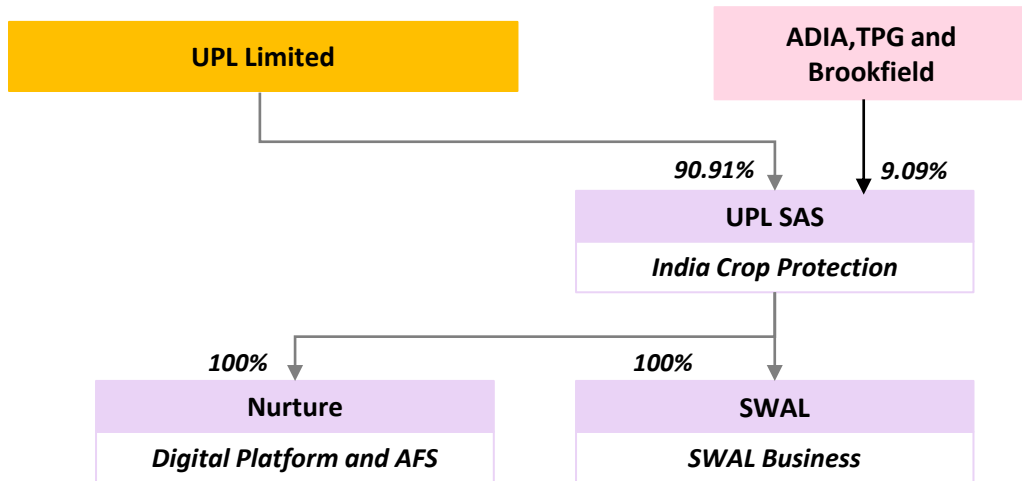 UPL Limited
ADIA,TPG and
Brookfield
90.91%
9.09%
UPL SAS
India Crop Protection
100%
100%
Nurture
SWAL
Digital Platform and AFS
SWAL Business